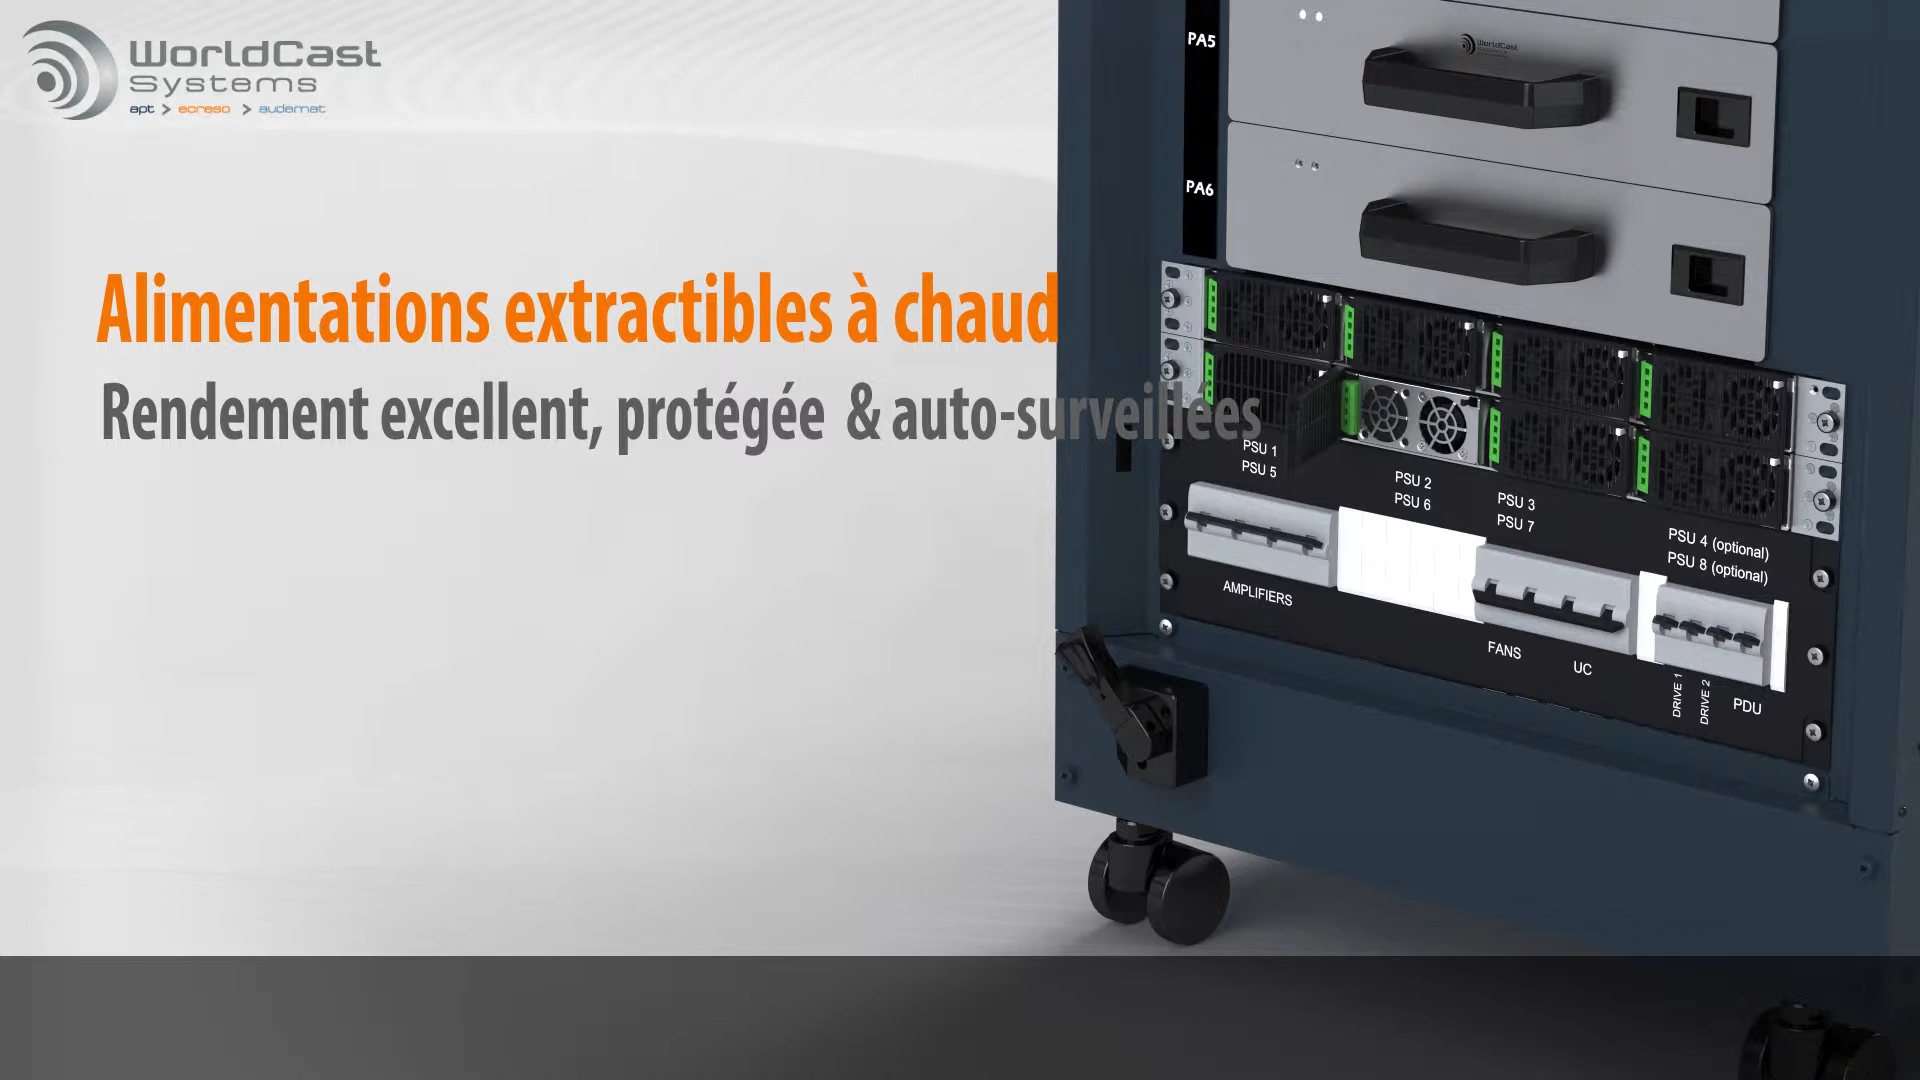 WorldCast
Systems
apt > ecreso > audemat
Alimentations extractibles à chaud
Rendement excellent, protégée & auto-surveillées
PA5
WorldCast
PA6
PSU 1
PSU 5
PSU 2
PSU 6
PSU 3
PSU 7
PSU 4 (optional)
PSU 8 (optional)
AMPLIFIERS
FANS
UC
DRIVE 1
DRIVE 2
PDU